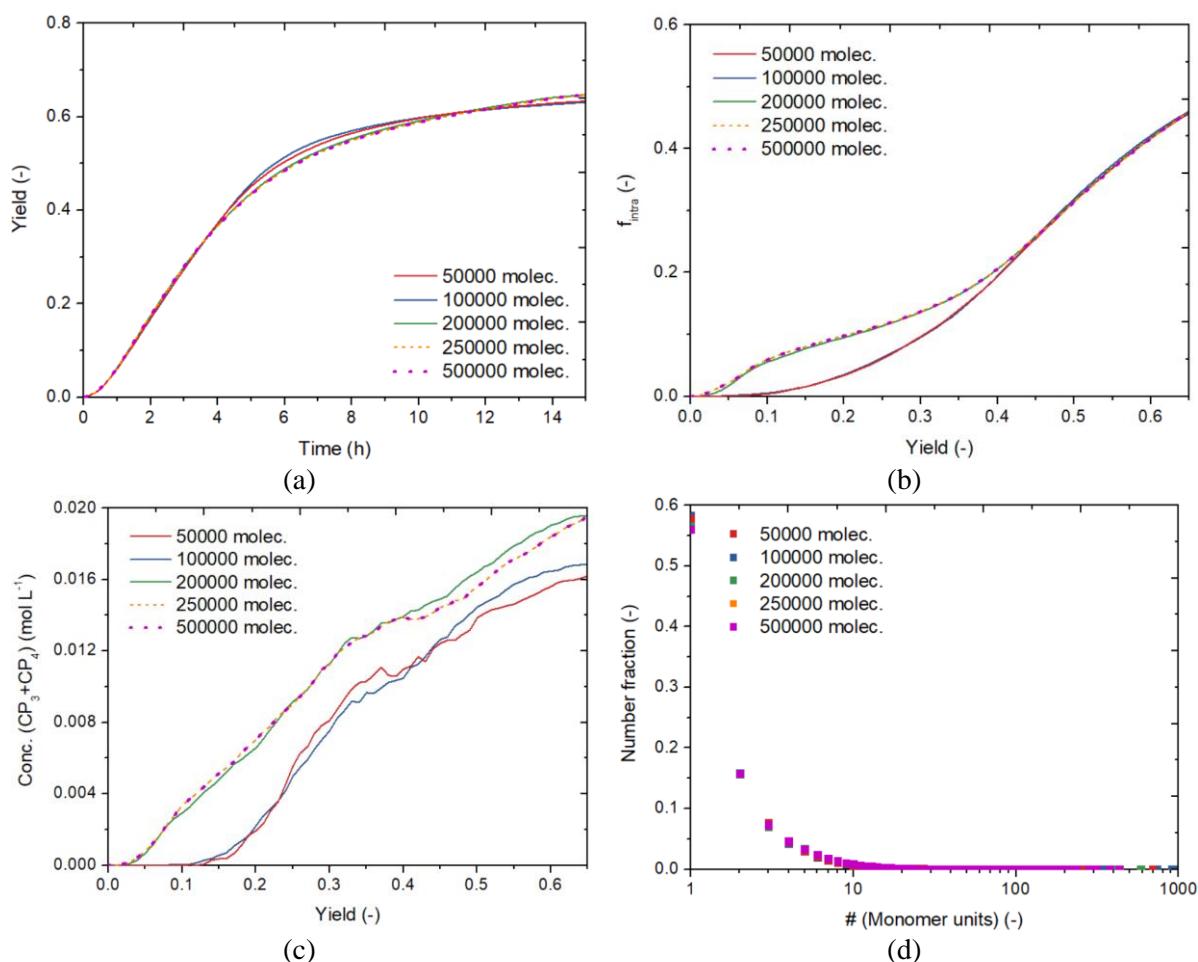 0.8
0.6
0.4
0.2
0.0
Yield (-)
50000 molec.
100000 molec.
200000 molec.
250000 molec.
500000 molec.
0 2 4 6 8 10 12 14
Time (h)
(a)
0.6
0.4
0.2
0.0
f_intra (-)
50000 molec.
100000 molec.
200000 molec.
250000 molec.
500000 molec.
0.0 0.1 0.2 0.3 0.4 0.5 0.6
Yield (-)
(b)
0.020
0.016
0.012
0.008
0.004
0.000
Conc. (CP₃+CP₄) (mol L⁻¹)
50000 molec.
100000 molec.
200000 molec.
250000 molec.
500000 molec.
0.0 0.1 0.2 0.3 0.4 0.5 0.6
Yield (-)
(c)
0.6
0.5
0.4
0.3
0.2
0.1
0.0
Number fraction (-)
50000 molec.
100000 molec.
200000 molec.
250000 molec.
500000 molec.
1 10 100 1000
# (Monomer units) (-)
(d)